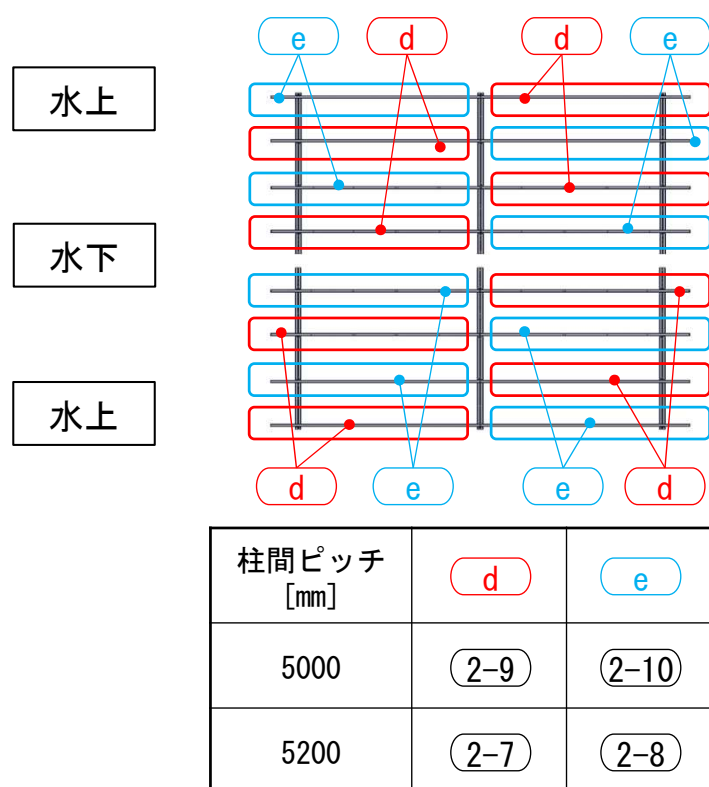 e d d e
水上
水下
水上
d e e d
柱間ピッチ d e
[mm]
5000 2-9 2-10
5200 2-7 2-8